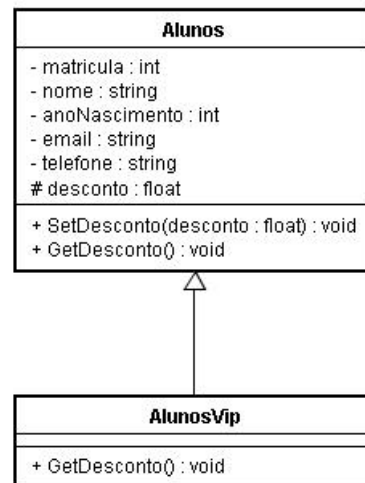 Alunos
- matricula : int
- nome : string
- anoNascimento : int
- email : string
- telefone : string
# desconto : float
+ SetDesconto(desconto : float) : void
+ GetDesconto() : void
AlunosVip
+ GetDesconto() : void